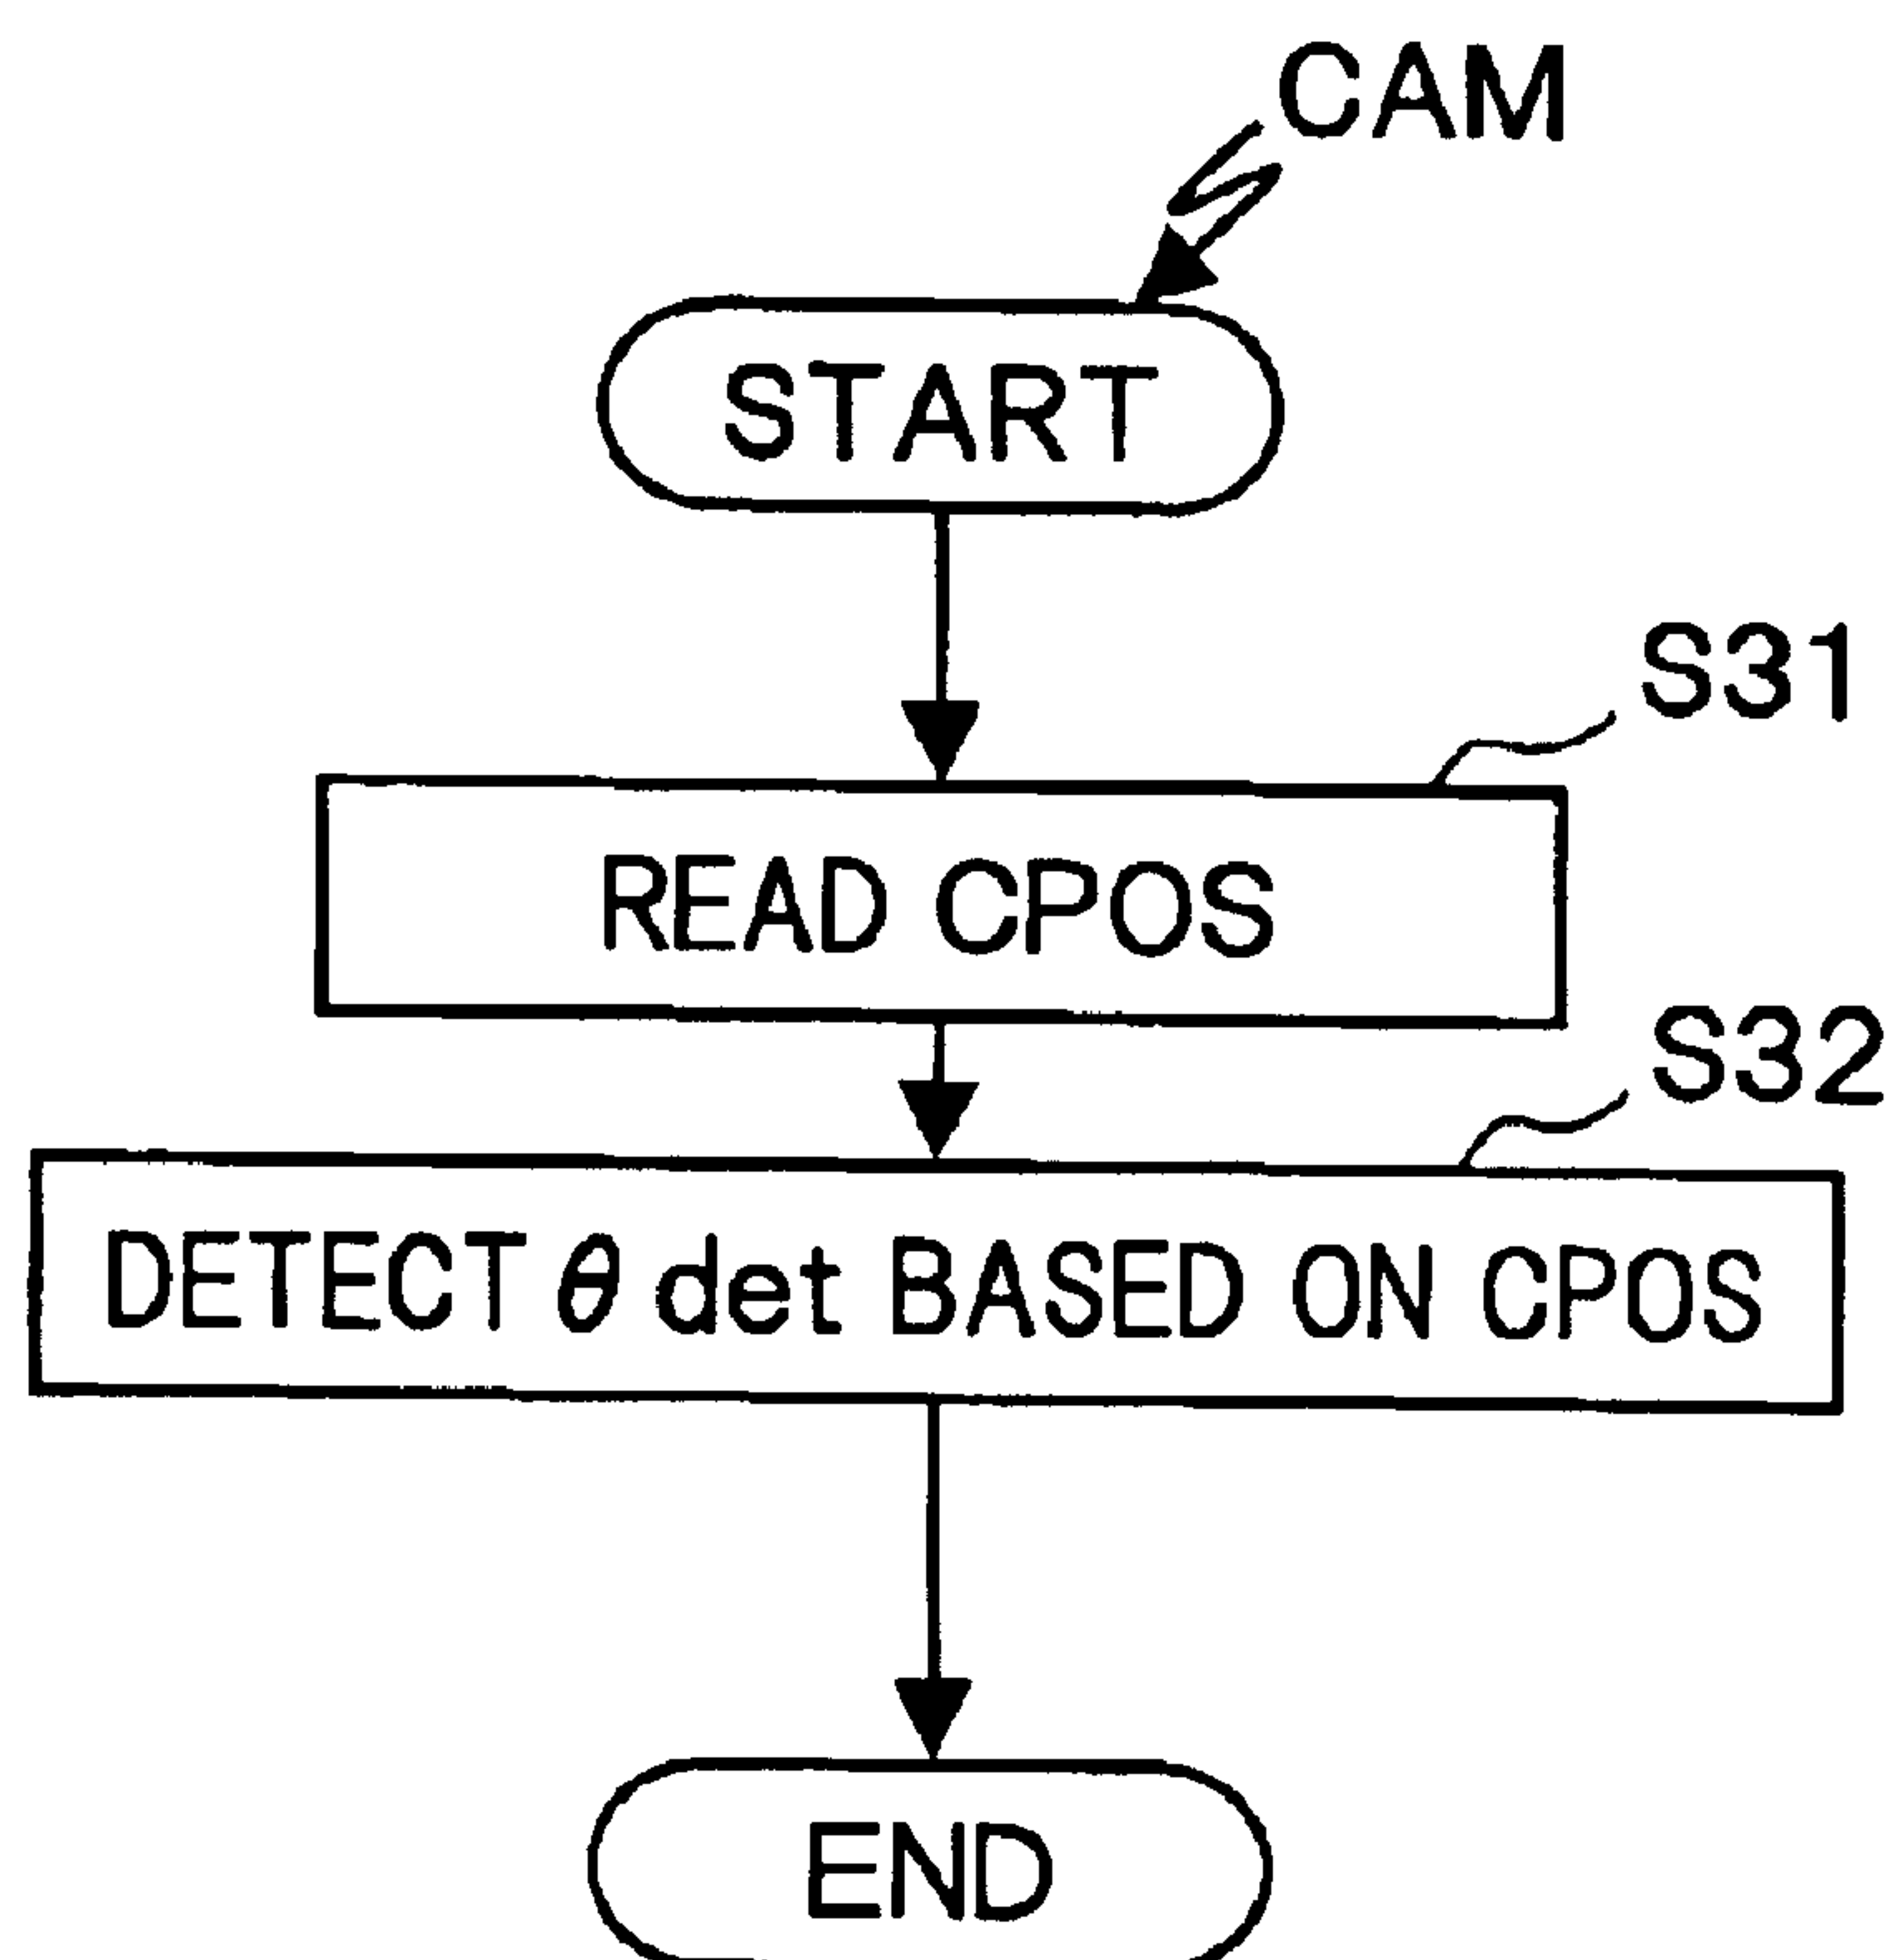 CAM
START
S31
READ CPOS
S32
DETECT θ det BASED ON CPOS
END